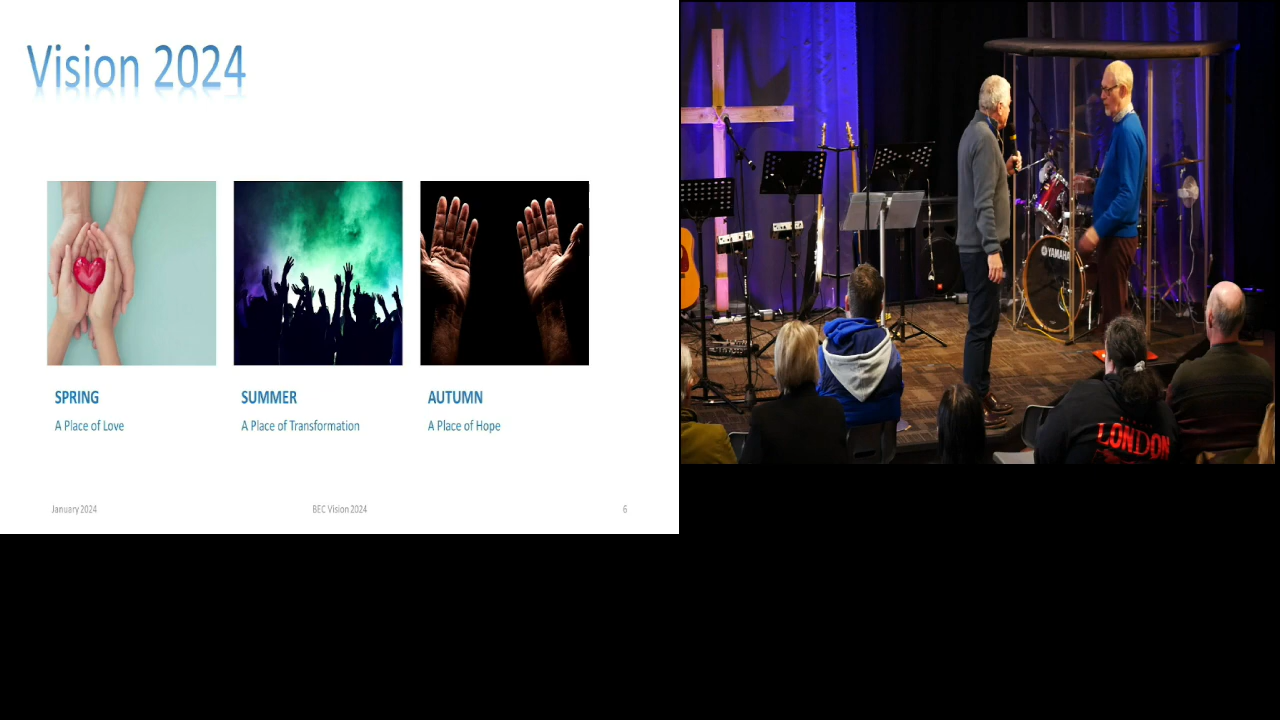 Vision 2024
SPRING
SUMMER
AUTUMN
A Place of Love
A Place of Transformation
A Place of Hope
January 2024
BEC Vision 2024
6
YAMAHA
LONDON